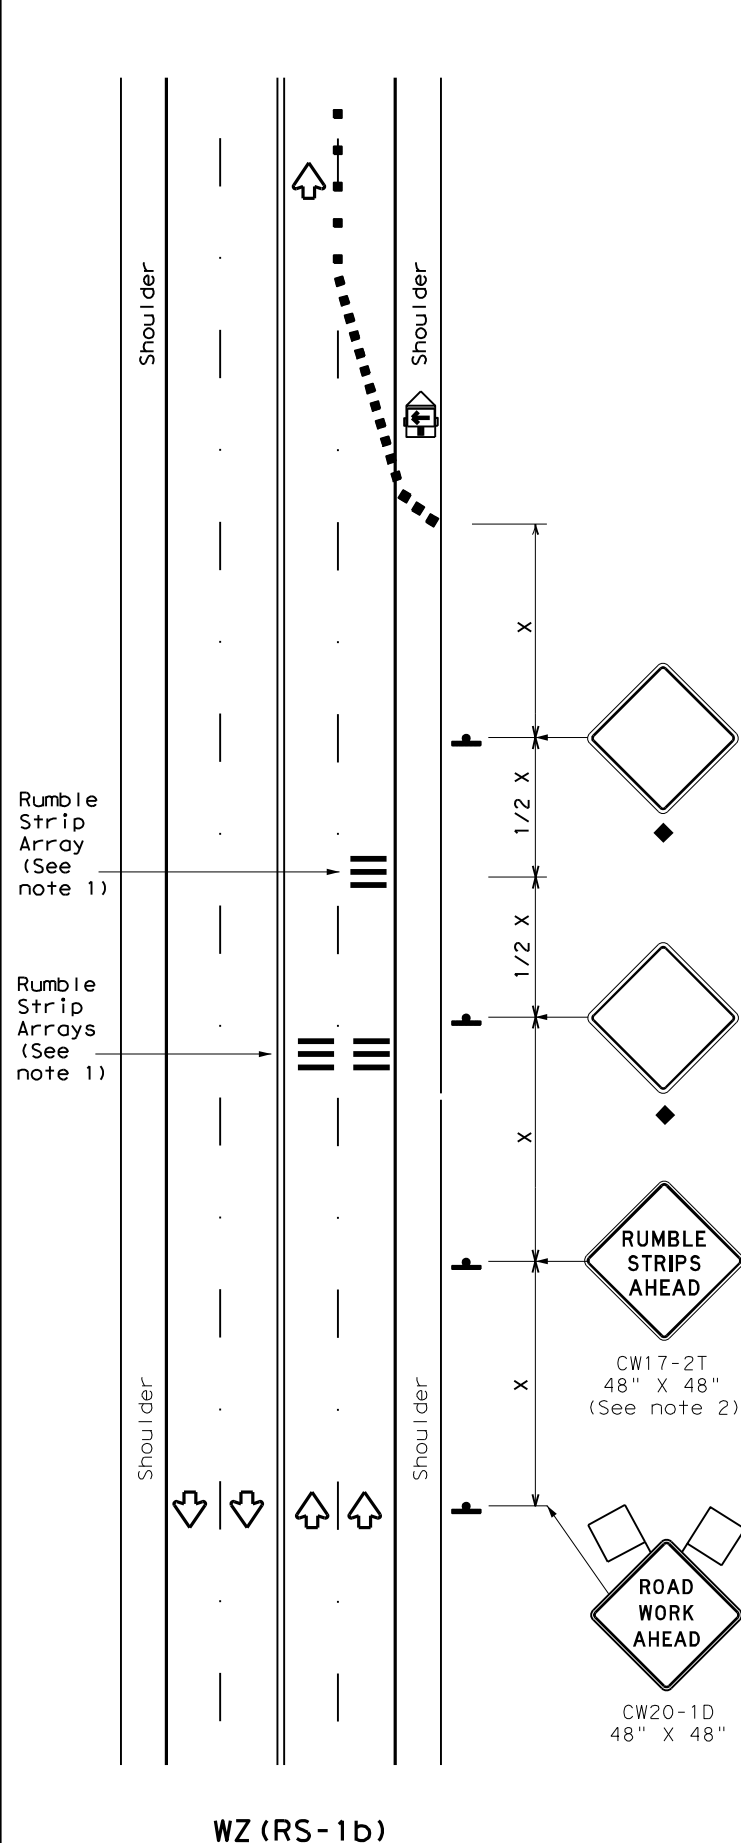 Shoulder
Shoulder
X
1/2 X
Rumble
Strip
Array
(See
note 1)
1/2 X
Rumble
Strip
Arrays
(See
note 1)
X
RUMBLE
STRIPS
AHEAD
CW17-2T
48" X 48"
(See note 2)
X
Shoulder
Shoulder
ROAD
WORK
AHEAD
CW20-1D
48" X 48"
WZ(RS-1b)